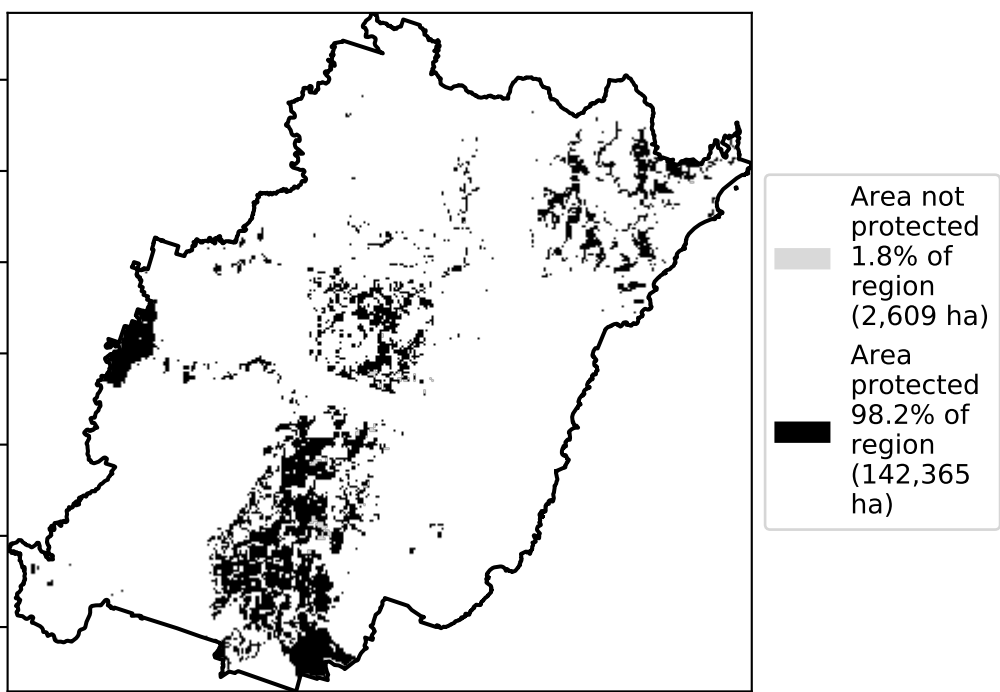 Area not
protected
1.8% of
region
(2,609 ha)
Area
protected
98.2% of
region
(142,365
ha)